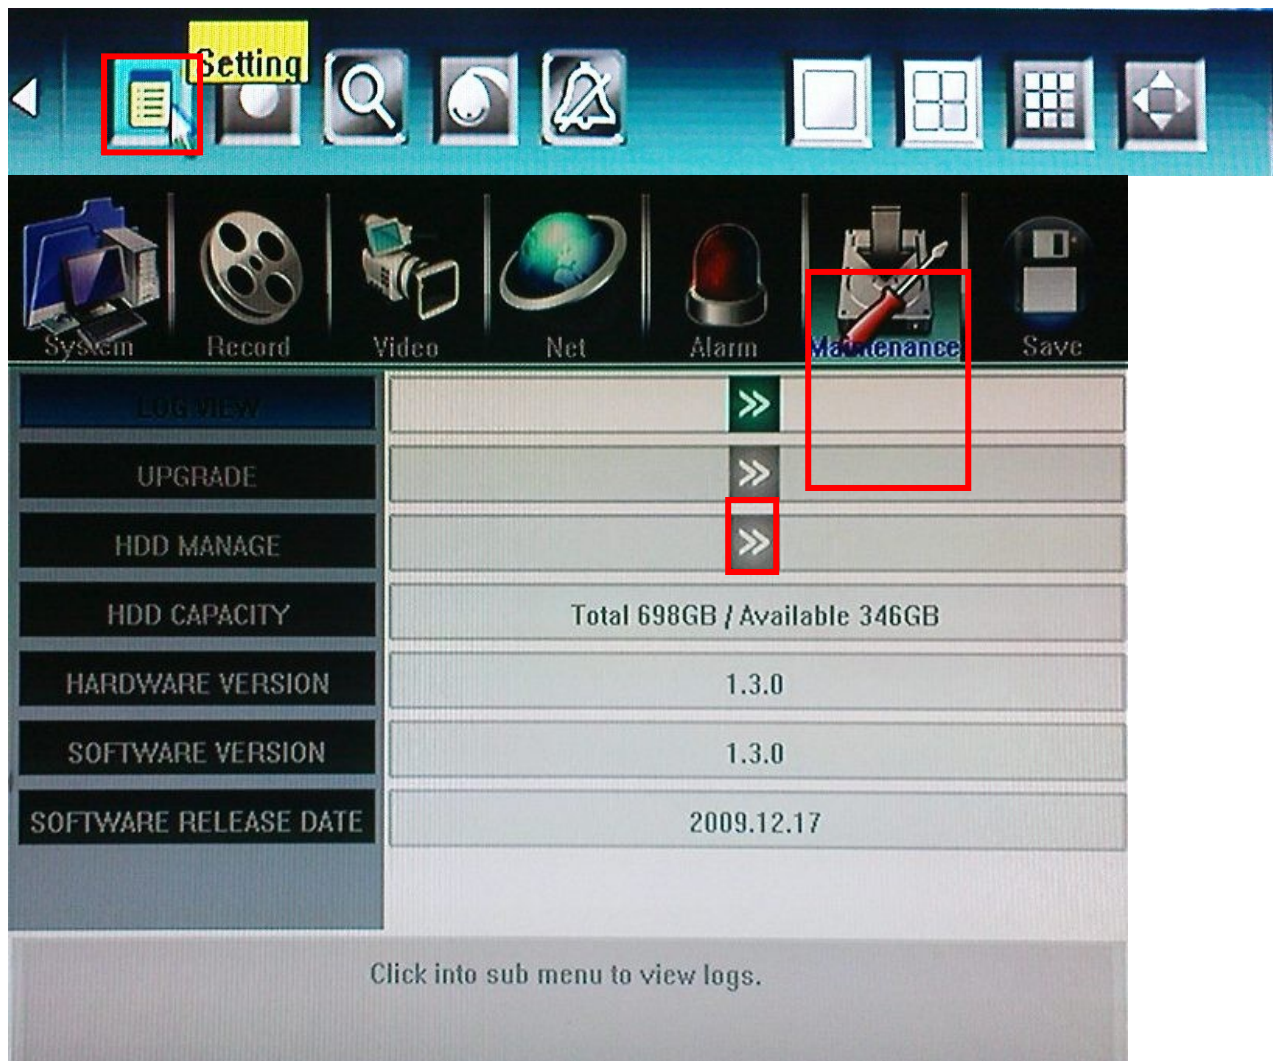 Setting
System Record Video Net Alarm Maintenance Save
LOG VIEW
UPGRADE
HDD MANAGE
HDD CAPACITY Total 698GB / Available 346GB
HARDWARE VERSION 1.3.0
SOFTWARE VERSION 1.3.0
SOFTWARE RELEASE DATE 2009.12.17
Click into sub menu to view logs.